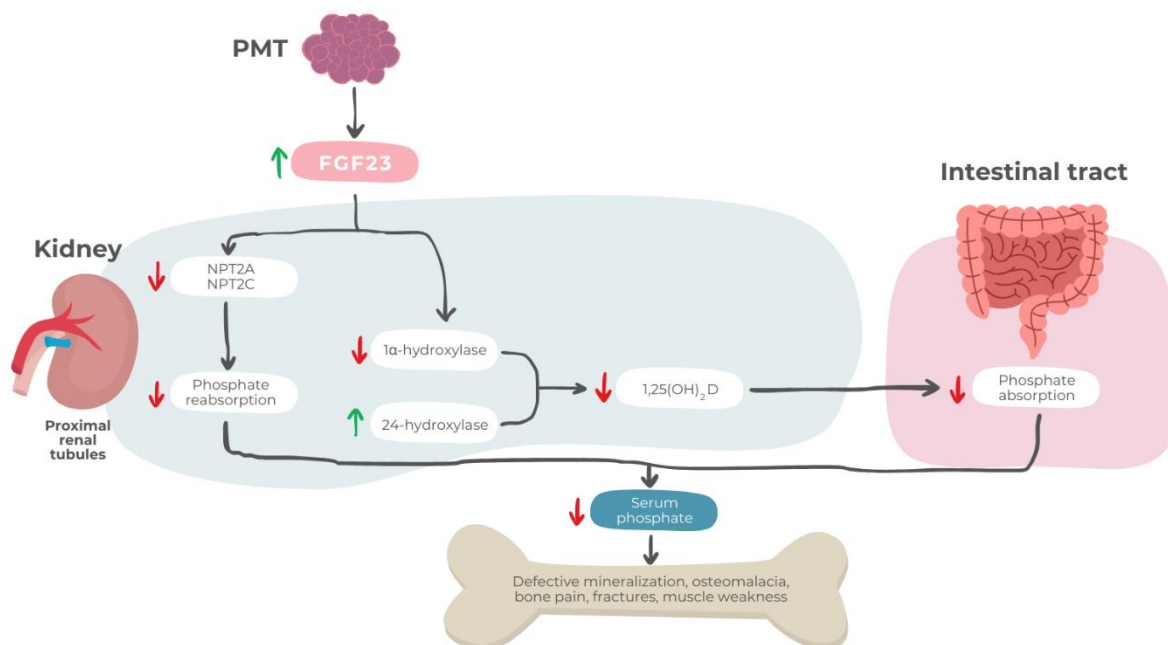 PMT
FGF23
Intestinal tract
Kidney
NPT2A
NPT2C
1α-hydroxylase
Phosphate
reabsorption
1,25(OH)₂D
Phosphate
absorption
24-hydroxylase
Proximal
renal
tubules
Serum
phosphate
Defective mineralization, osteomalacia,
bone pain, fractures, muscle weakness